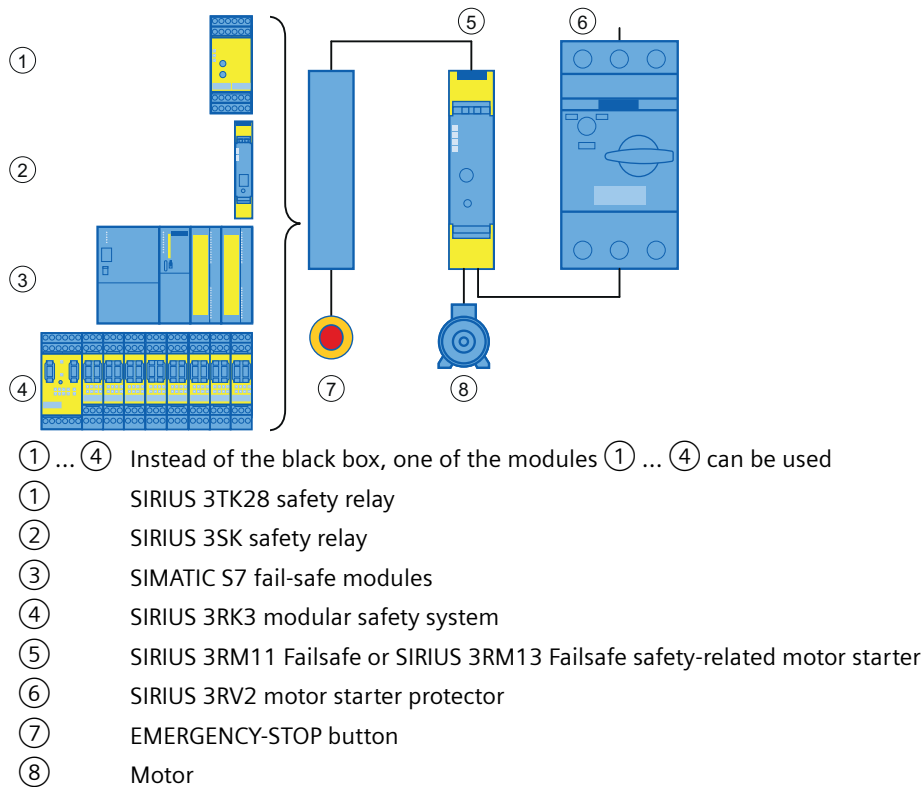 ① ⑤ ⑥
②
③
④ ⑦ ⑧
① ... ④ Instead of the black box, one of the modules ① ... ④ can be used
① SIRIUS 3TK28 safety relay
② SIRIUS 3SK safety relay
③ SIMATIC S7 fail-safe modules
④ SIRIUS 3RK3 modular safety system
⑤ SIRIUS 3RM11 Failsafe or SIRIUS 3RM13 Failsafe safety-related motor starter
⑥ SIRIUS 3RV2 motor starter protector
⑦ EMERGENCY-STOP button
⑧ Motor